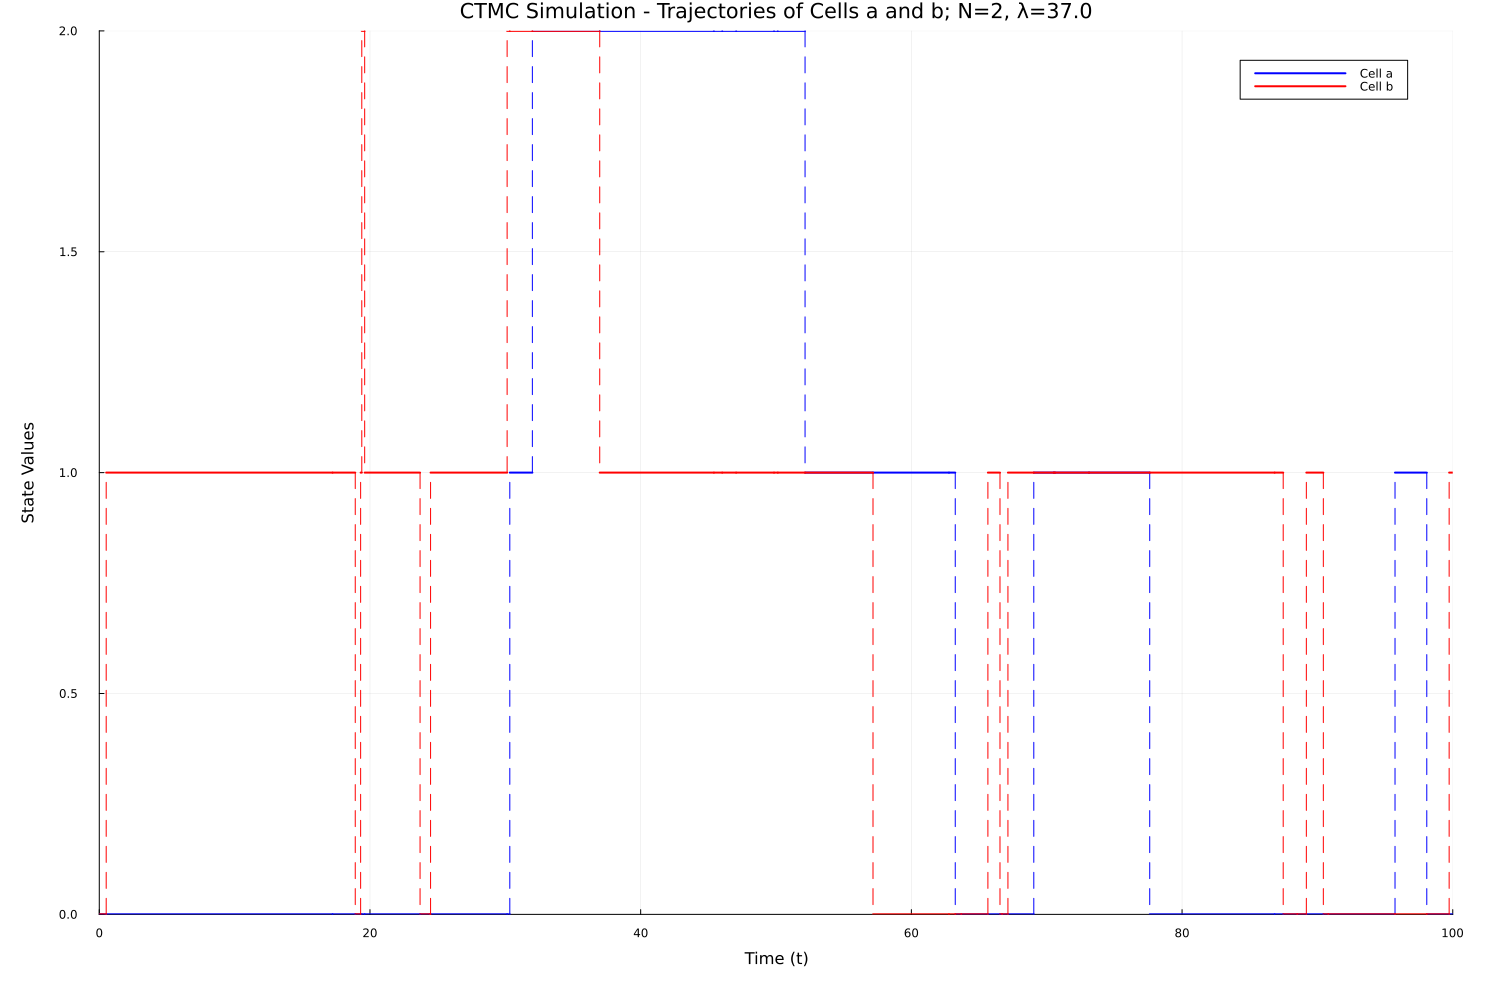 CTMC Simulation - Trajectories of Cells a and b; N=2, λ=37.0
Cell a
Cell b
2.0
1.5
1.0
0.5
0.0
State Values
0 20 40 60 80 100
Time (t)